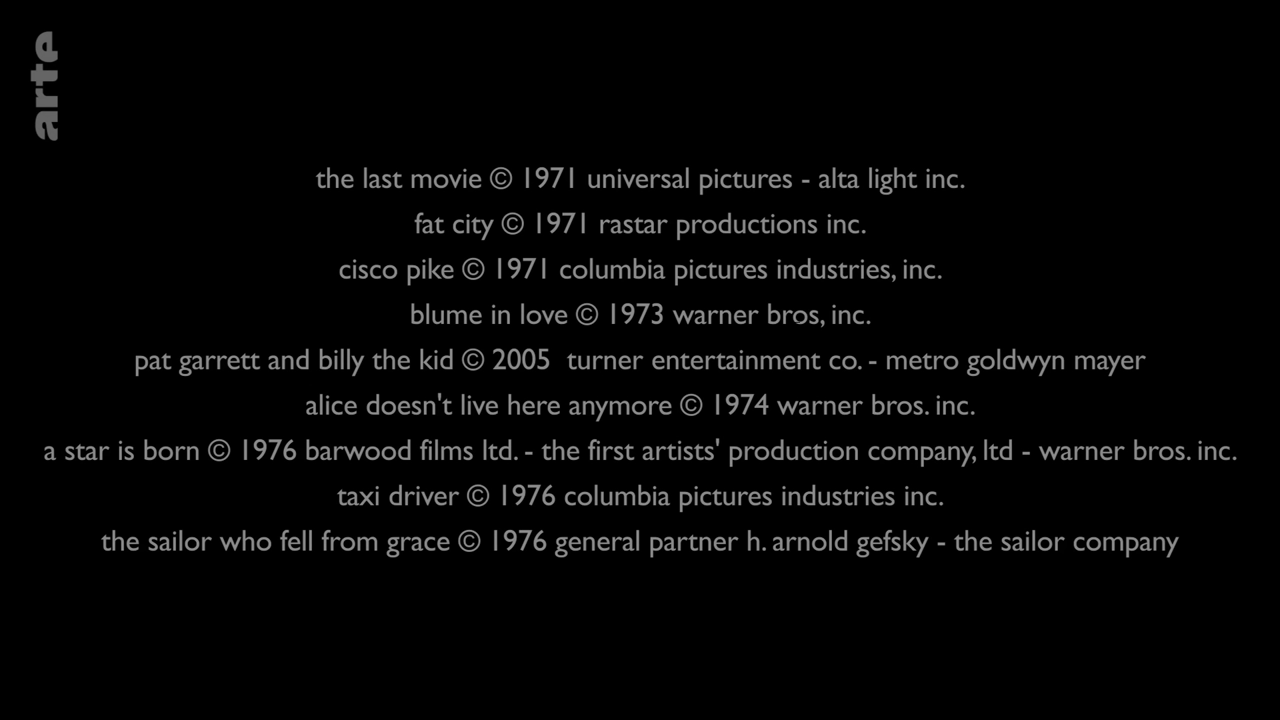 arte
the last movie © 1971 universal pictures - alta light inc.
fat city © 1971 rastar productions inc.
cisco pike © 1971 columbia pictures industries, inc.
blume in love © 1973 warner bros, inc.
pat garrett and billy the kid © 2005  turner entertainment co. - metro goldwyn mayer
alice doesn't live here anymore © 1974 warner bros. inc.
a star is born © 1976 barwood films ltd. - the first artists' production company, ltd - warner bros. inc.
taxi driver © 1976 columbia pictures industries inc.
the sailor who fell from grace © 1976 general partner h. arnold gefsky - the sailor company